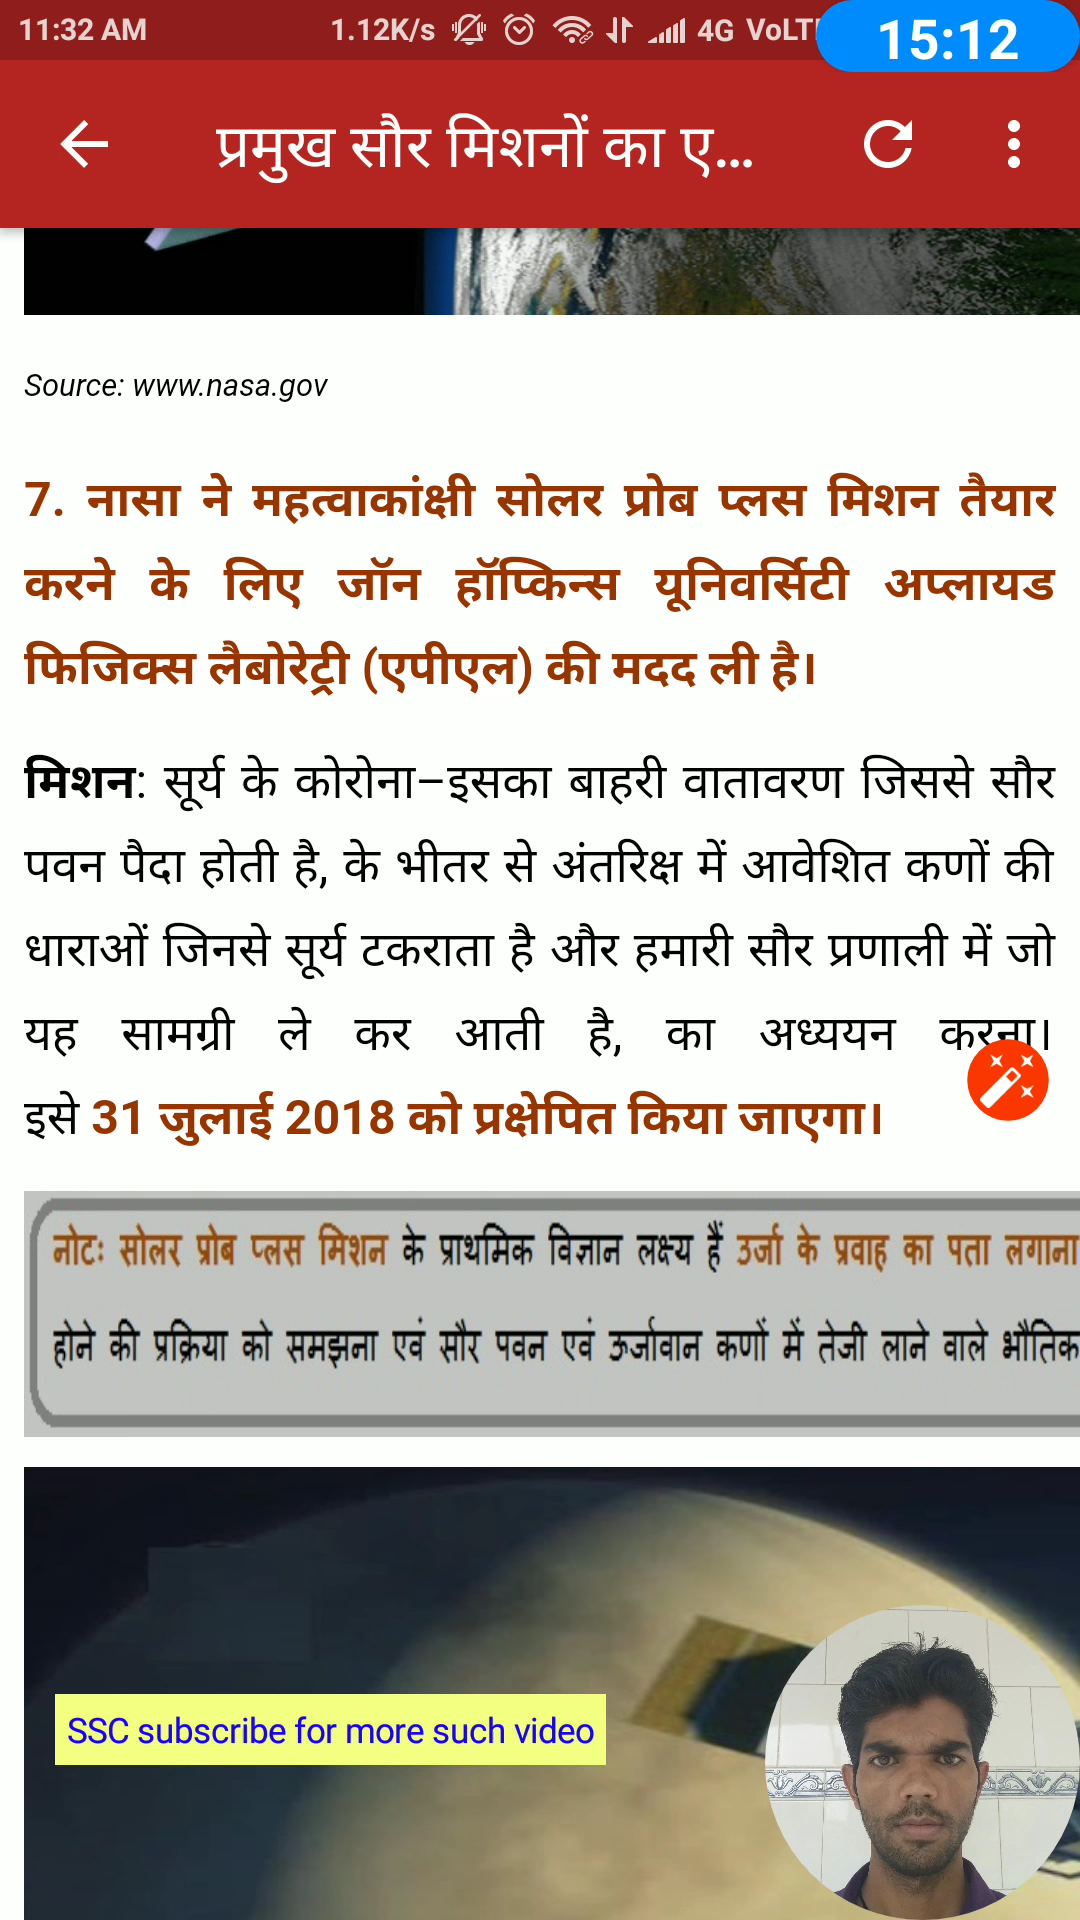 11:32 AM 1.12K/s 4G VoLT 15:12
प्रमुख सौर मिशनों का ए...
Source: www.nasa.gov
7. नासा ने महत्वाकांक्षी सोलर प्रोब प्लस मिशन तैयार
करने के लिए जॉन हॉप्किन्स यूनिवर्सिटी अप्लायड
फिजिक्स लैबोरेट्री (एपीएल) की मदद ली है।
मिशन: सूर्य के कोरोना–इसका बाहरी वातावरण जिससे सौर
पवन पैदा होती है, के भीतर से अंतरिक्ष में आवेशित कणों की
धाराओं जिनसे सूर्य टकराता है और हमारी सौर प्रणाली में जो
यह सामग्री ले कर आती है, का अध्ययन करना।
इसे 31 जुलाई 2018 को प्रक्षेपित किया जाएगा।
नोटः सोलर प्रोब प्लस मिशन के प्राथमिक विज्ञान लक्ष्य हैं उर्जा के प्रवाह का पता लगाना
होने की प्रक्रिया को समझना एवं सौर पवन एवं ऊर्जावान कणों में तेजी लाने वाले भौतिक
SSC subscribe for more such video